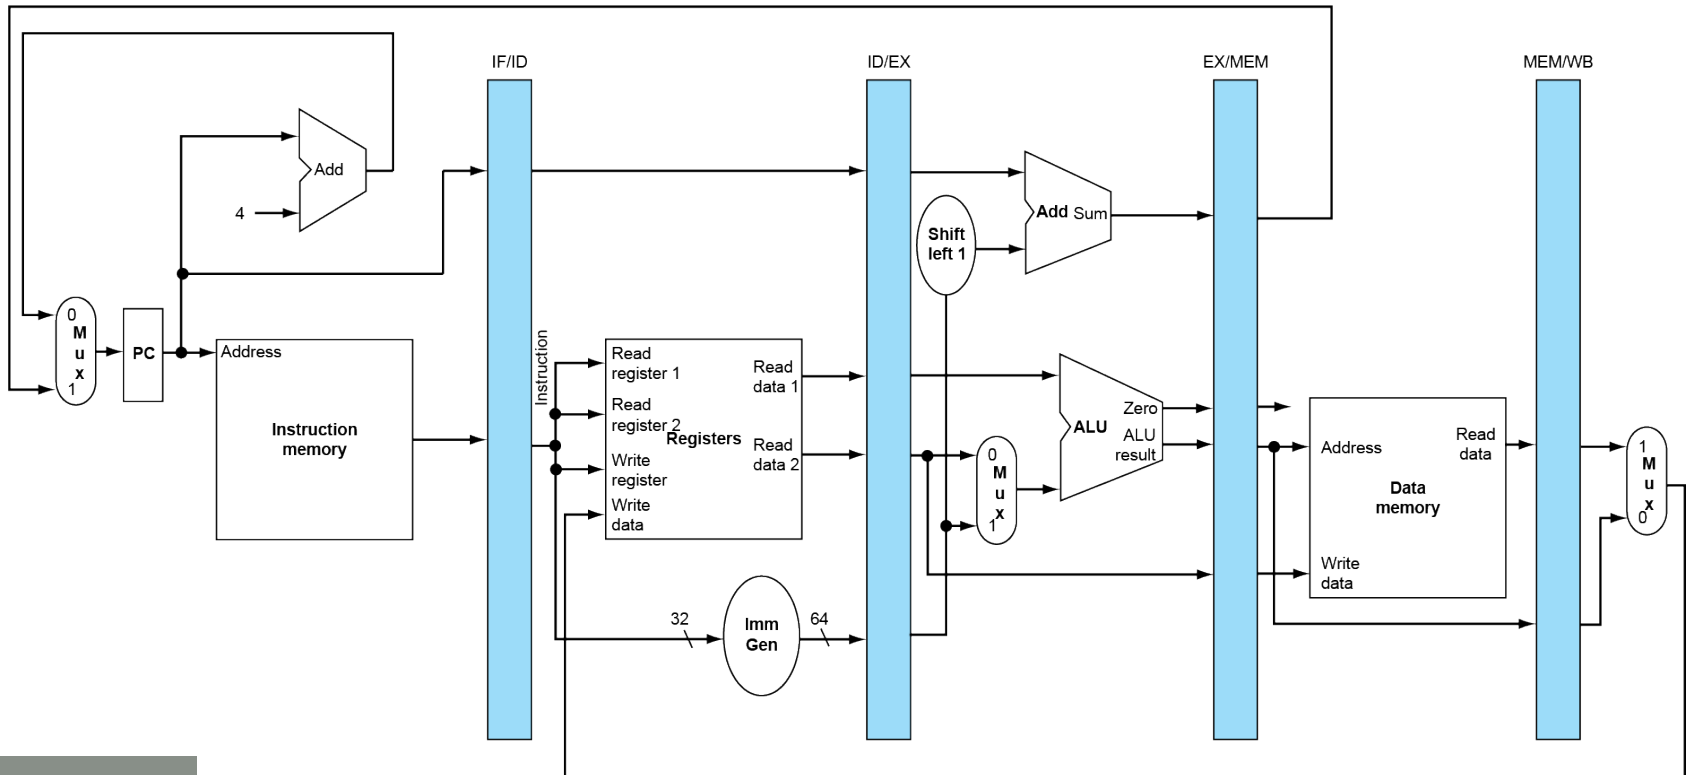 IF/ID
ID/EX
EX/MEM
MEM/WB
Add
4
Add Sum
Shift
left 1
0
M
u
x
1
PC
Address
Instruction
memory
Instruction
Read
register 1
Read
register 2
Write
register
Write
data
Registers
Read
data 1
Read
data 2
0
M
u
x
1
Zero
ALU
ALU
result
Address
Read
data
Data
memory
Write
data
1
M
u
x
0
32
Imm
Gen
64